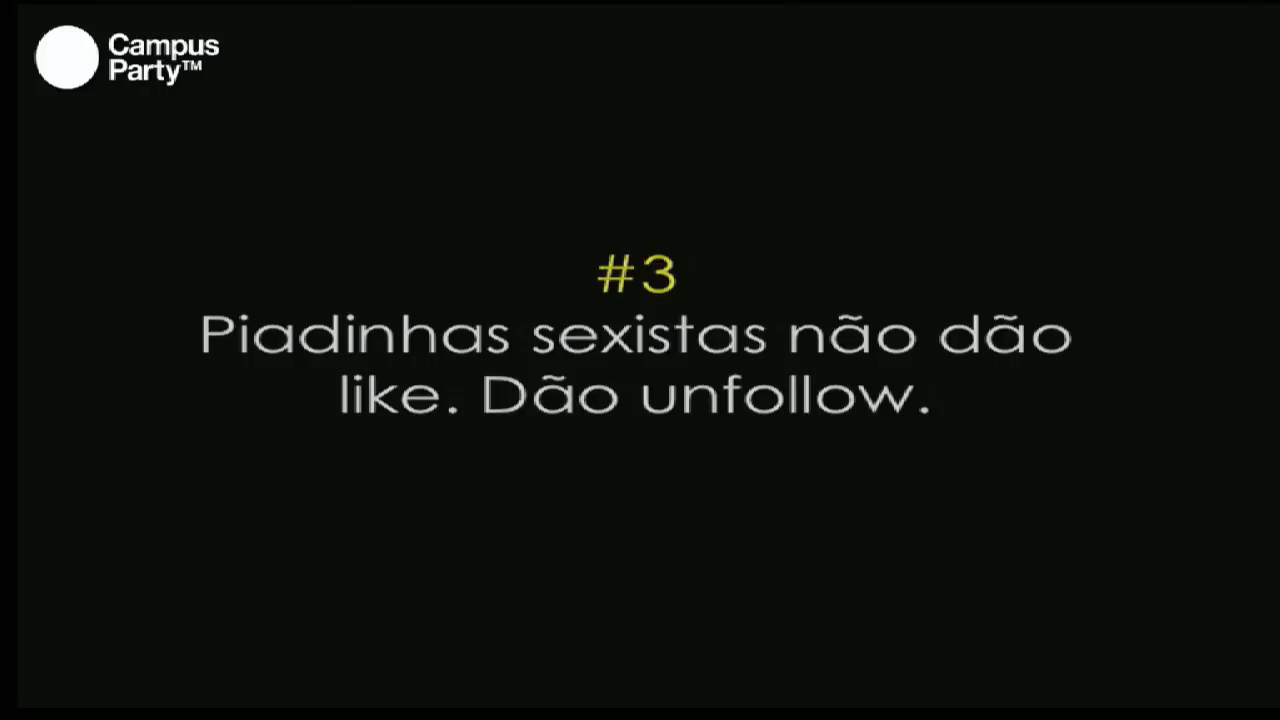 Campus
Party™
#3
Piadinhas sexistas não dão
like. Dão unfollow.